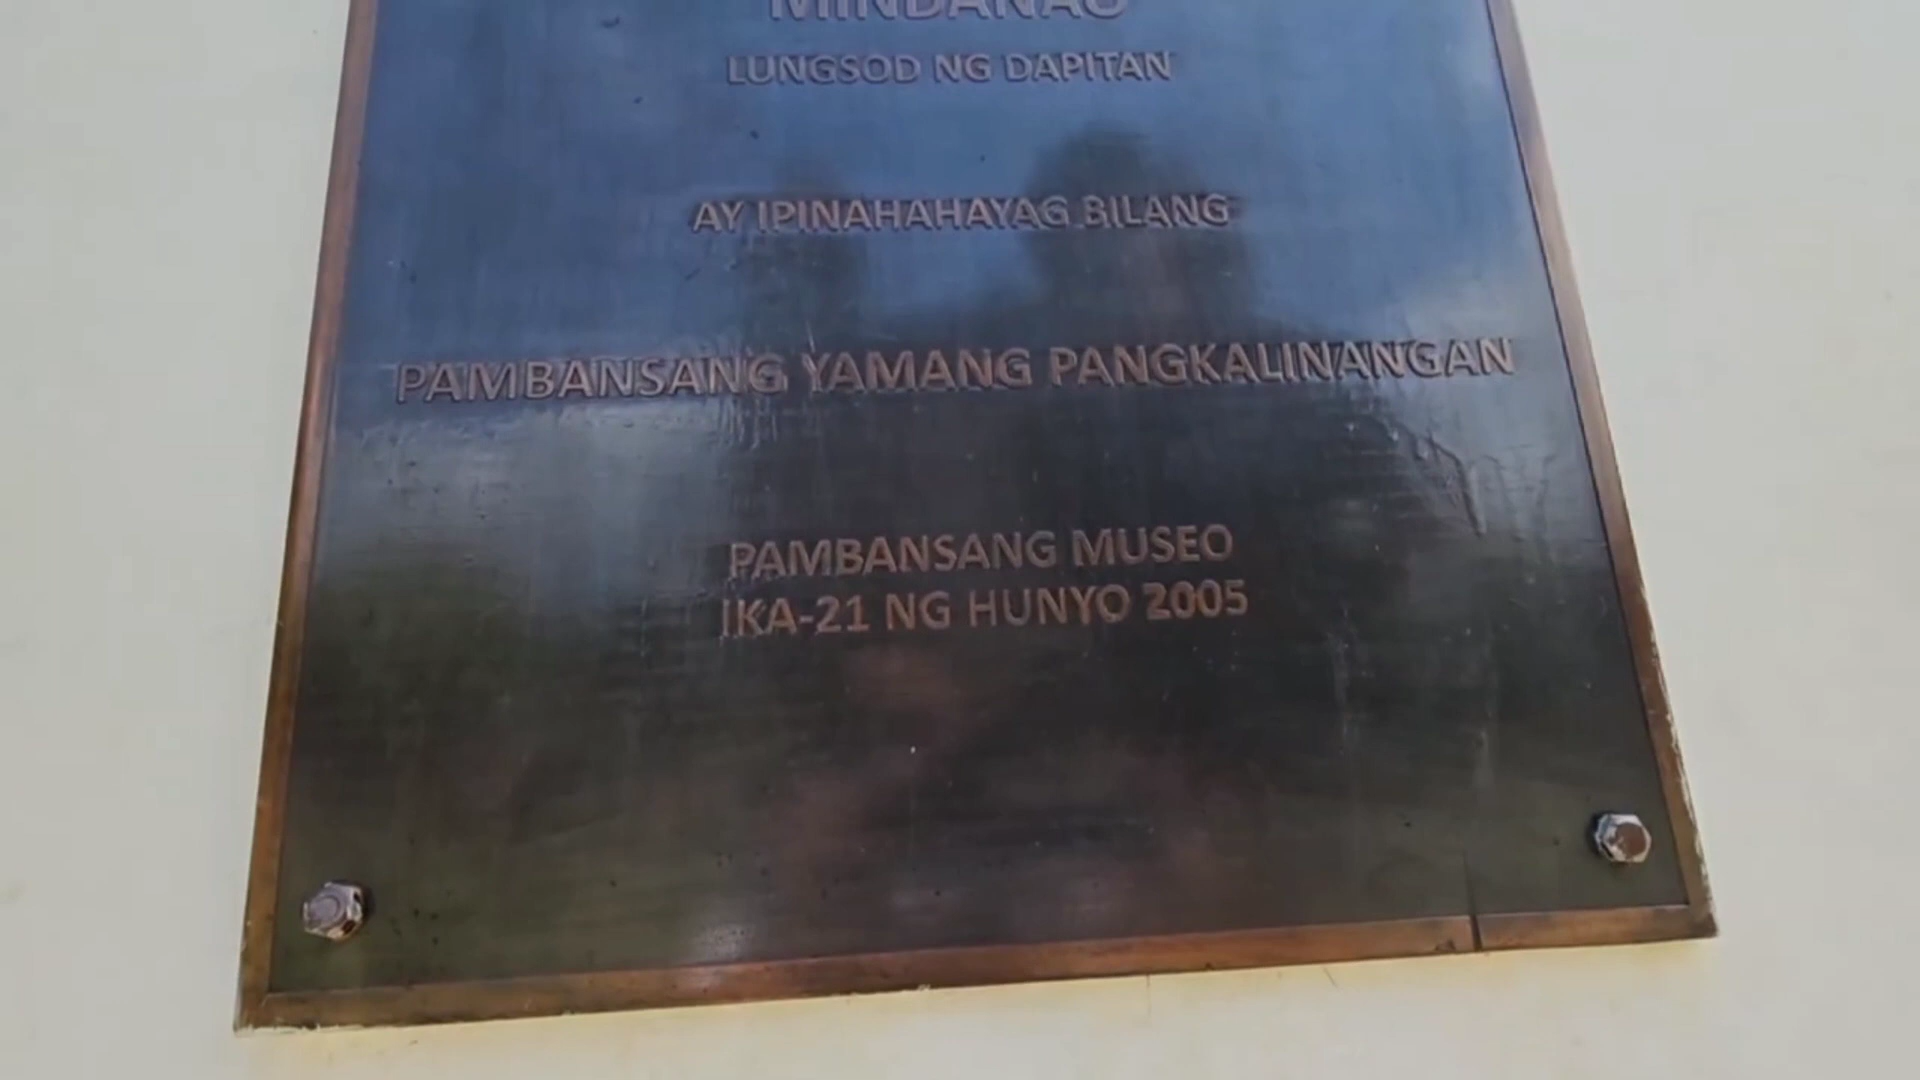 MINDANAO
LUNGSOD NG DAPITAN
AY IPINAHAHAYAG BILANG
PAMBANSANG YAMANG PANGKALINANGAN
PAMBANSANG MUSEO
IKA-21 NG HUNYO 2005